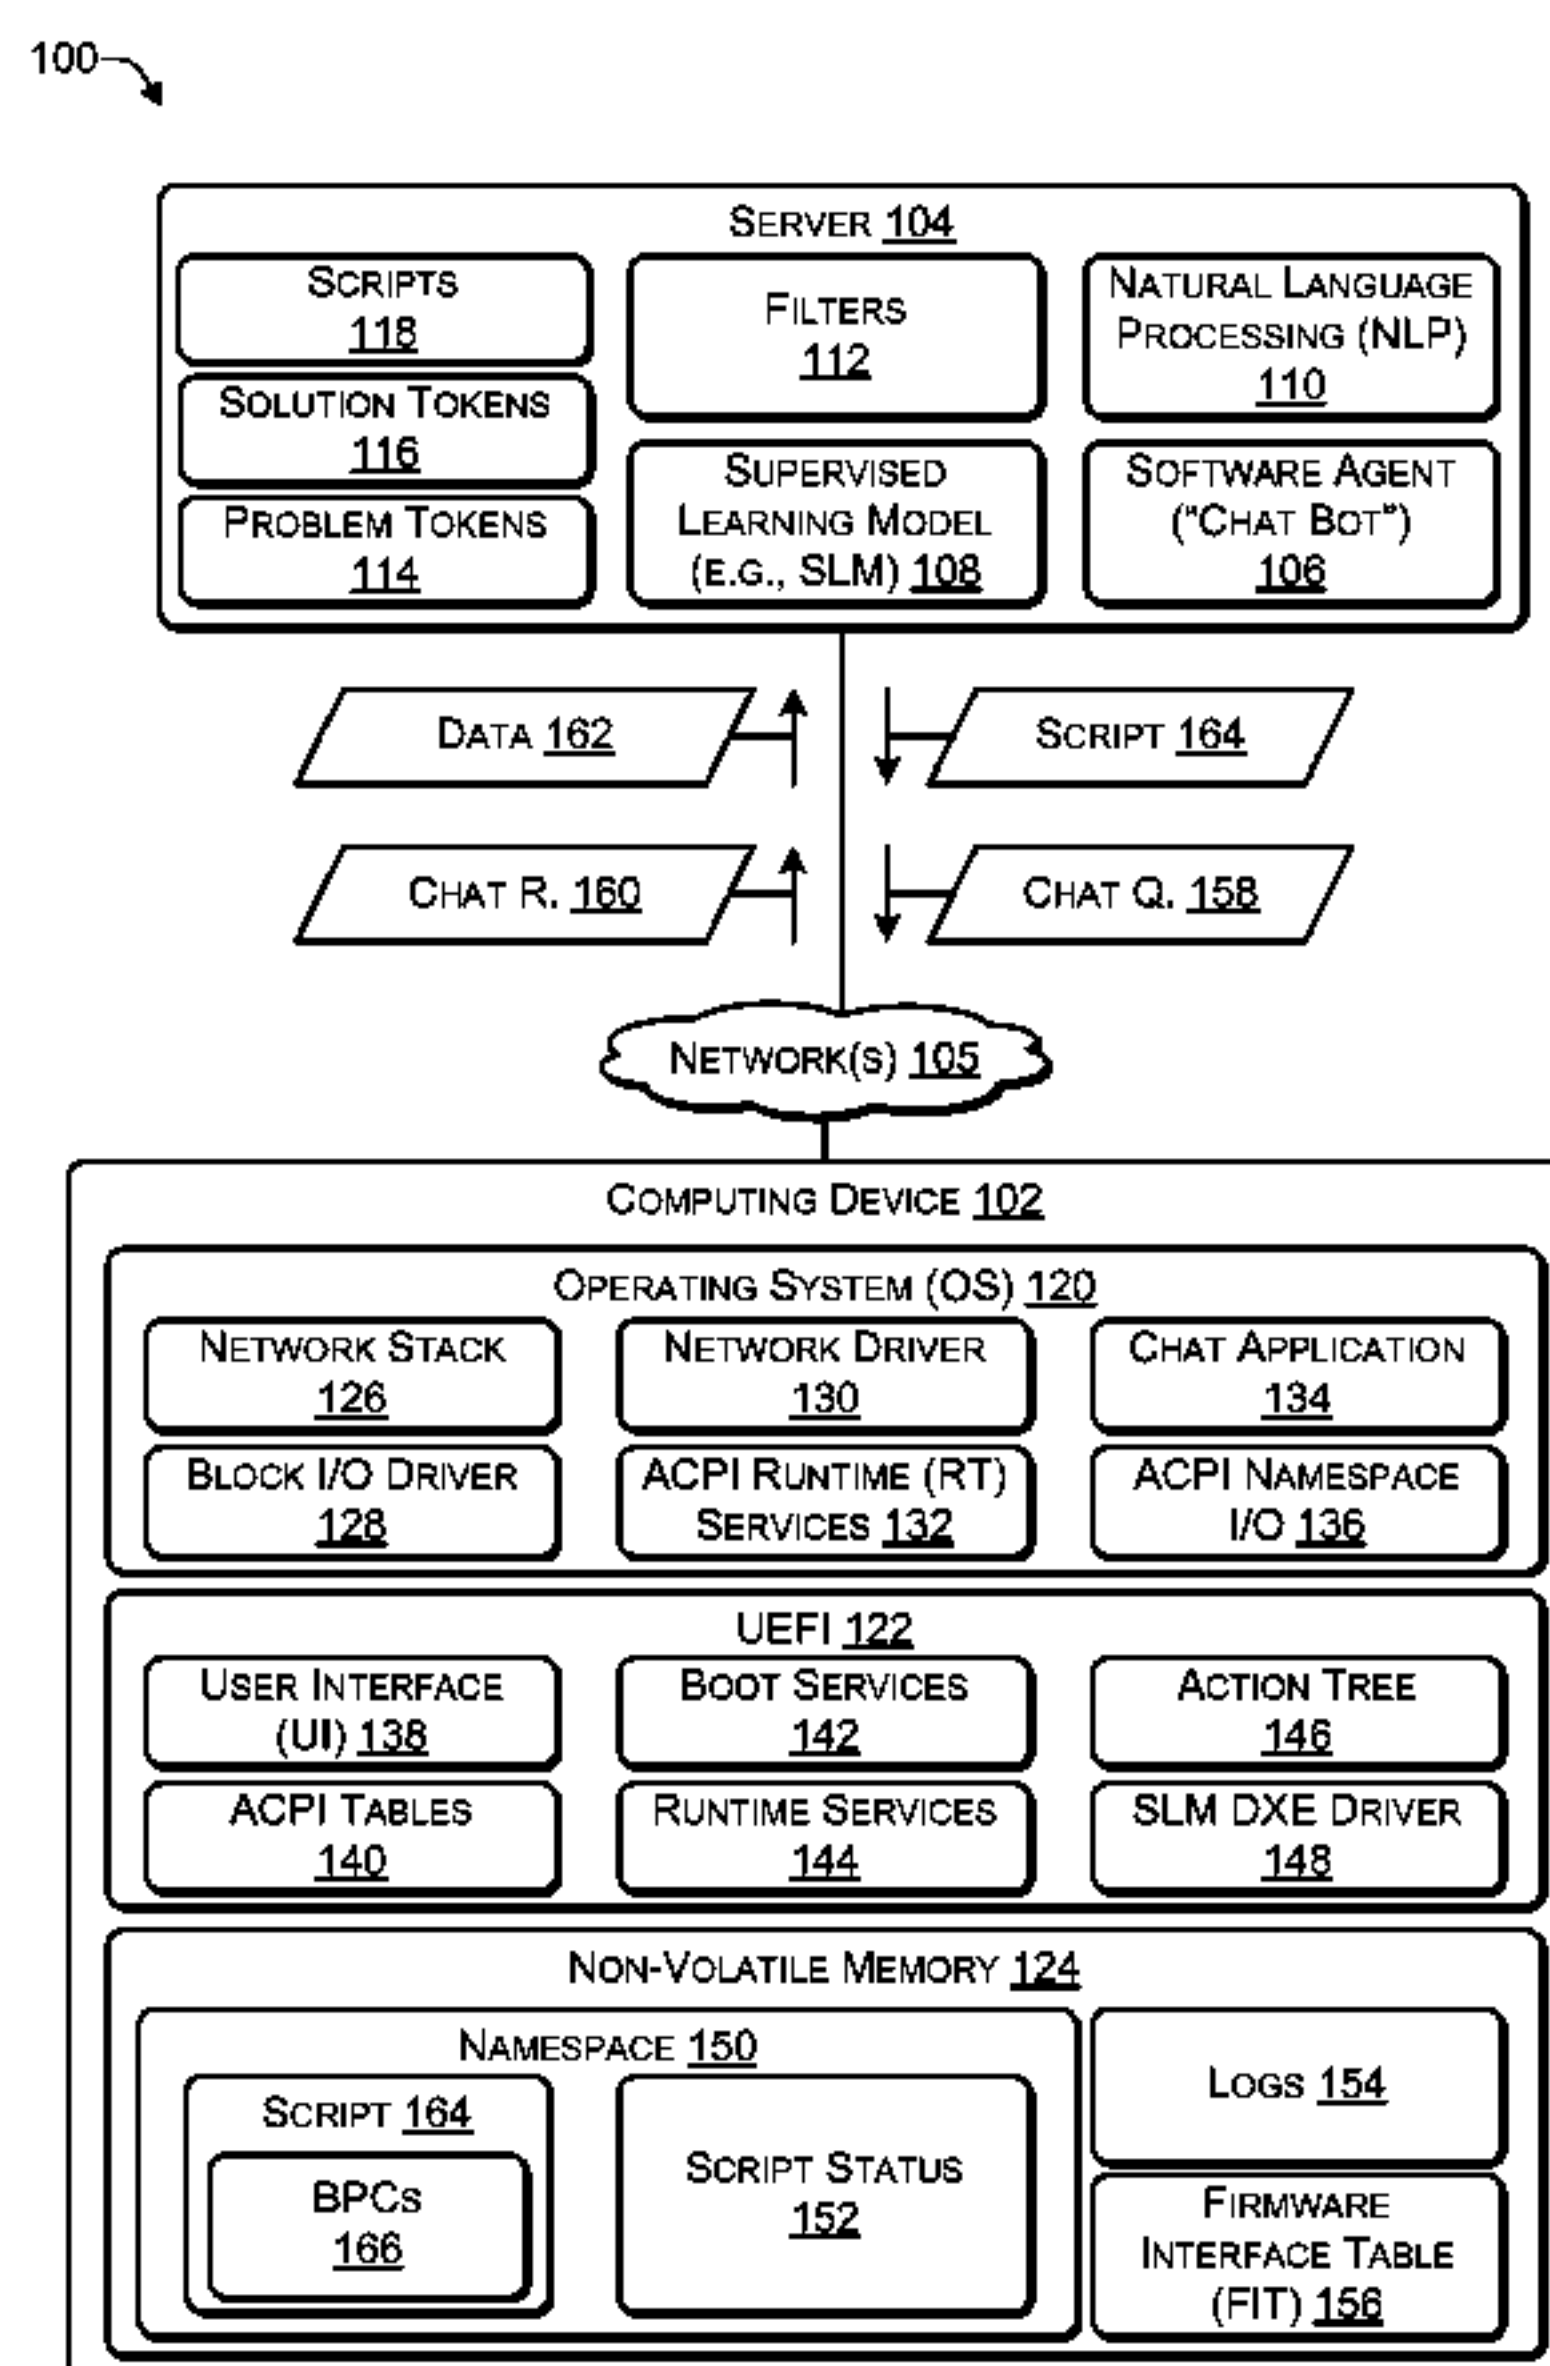 100
SERVER 104
SCRIPTS
118
SOLUTION TOKENS
116
PROBLEM TOKENS
114
FILTERS
112
SUPERVISED
LEARNING MODEL
(E.G., SLM) 108
NATURAL LANGUAGE
PROCESSING (NLP)
110
SOFTWARE AGENT
("CHAT BOT")
106
DATA 162
SCRIPT 164
CHAT R. 160
CHAT Q. 158
NETWORK(S) 105
COMPUTING DEVICE 102
OPERATING SYSTEM (OS) 120
NETWORK STACK
126
NETWORK DRIVER
130
CHAT APPLICATION
134
BLOCK I/O DRIVER
128
ACPI RUNTIME (RT)
SERVICES 132
ACPI NAMESPACE
I/O 136
UEFI 122
USER INTERFACE
(UI) 138
BOOT SERVICES
142
ACTION TREE
146
ACPI TABLES
140
RUNTIME SERVICES
144
SLM DXE DRIVER
148
NON-VOLATILE MEMORY 124
NAMESPACE 150
SCRIPT 164
BPCS
166
SCRIPT STATUS
152
LOGS 154
FIRMWARE
INTERFACE TABLE
(FIT) 156